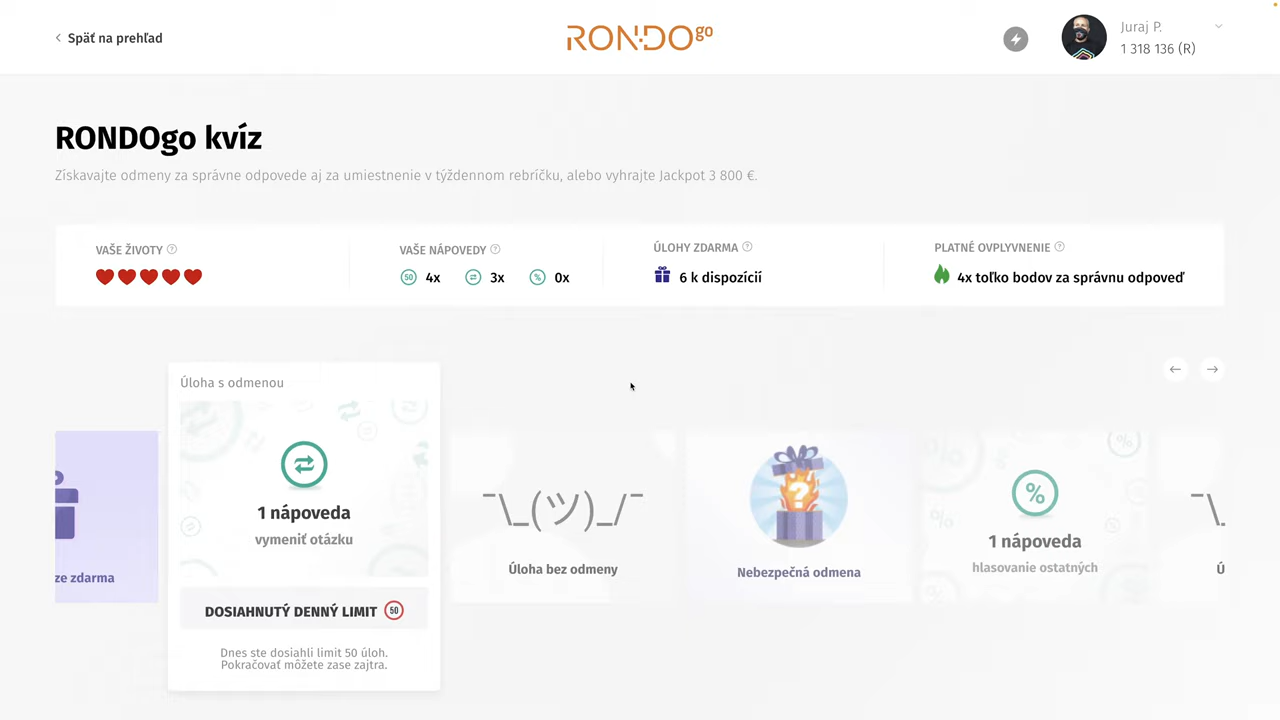 Späť na prehľad
RONDOgo
Juraj P.
1 318 136 (R)
RONDOgo kvíz
Získavajte odmeny za správne odpovede aj za umiestnenie v týždennom rebríčku, alebo vyhrajte Jackpot 3 800 €.
VAŠE ŽIVOTY ?
VAŠE NÁPOVEDY ?
50 4x
3x
% 0x
ÚLOHY ZDARMA ?
6 k dispozícií
PLATNÉ OVPLYVNENIE ?
4x toľko bodov za správnu odpoveď
ze zdarma
Úloha s odmenou
1 nápoveda
vymeniť otázku
DOSIAHNUTÝ DENNÝ LIMIT 50
Dnes ste dosiahli limit 50 úloh.
Pokračovať môžete zase zajtra.
¯\_(ツ)_/¯
Úloha bez odmeny
?
Nebezpečná odmena
%
1 nápoveda
hlasovanie ostatných
¯\_
Ú